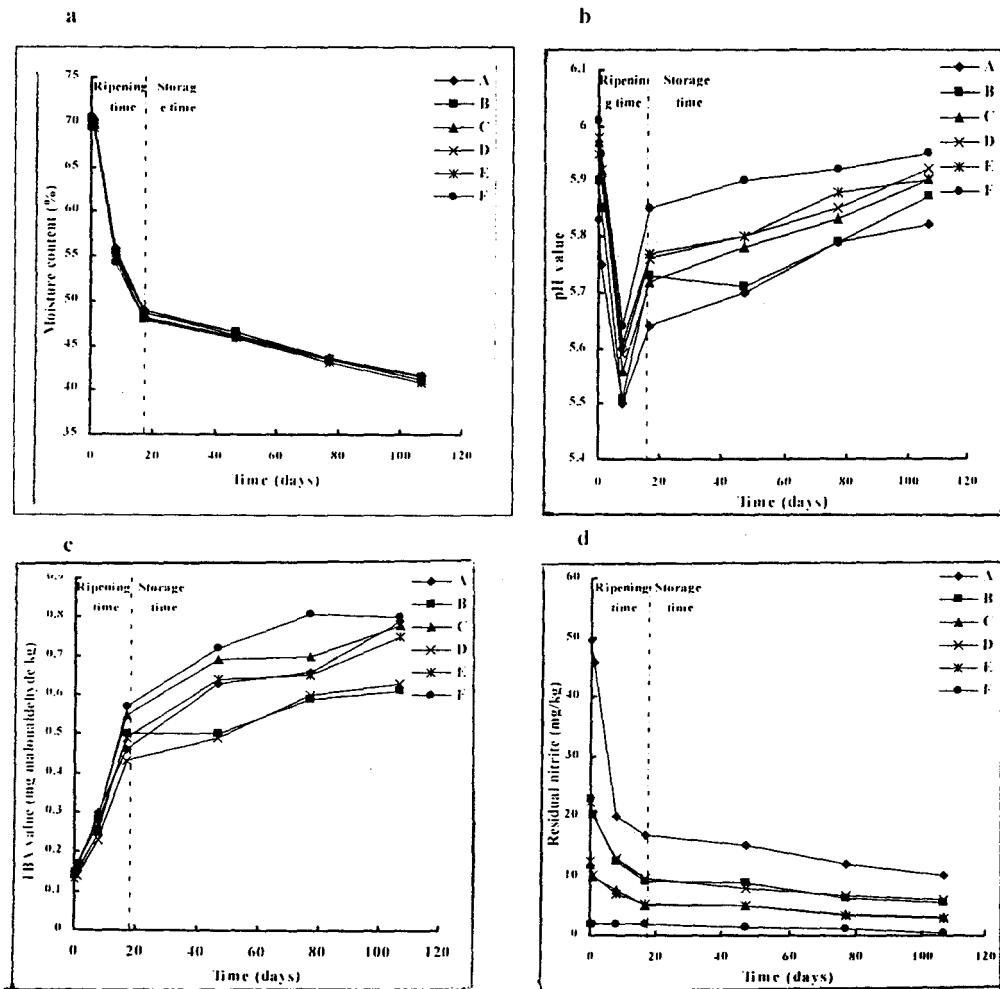 a
75
70
65
60
55
50
45
40
35
Ripening
time
Storag
e time
A
B
C
D
E
F
Moisture content (%)
0 20 40 60 80 100 120
Time (days)
b
6.1
6
5.9
5.8
5.7
5.6
5.5
5.4
Ripenin
g time
Storage
time
A
B
C
D
E
F
pH value
0 20 40 60 80 100 120
Time (days)
c
0.9
0.8
0.7
0.6
0.5
0.4
0.3
0.2
0.1
0
Ripening
time
Storage
time
A
B
C
D
E
F
TBA value (mg malonaldehyde kg)
0 20 40 60 80 100 120
Time (days)
d
60
50
40
30
20
10
0
Ripening
time
Storage
time
A
B
C
D
E
F
Residual nitrite (mg/kg)
0 20 40 60 80 100 120
Time (days)